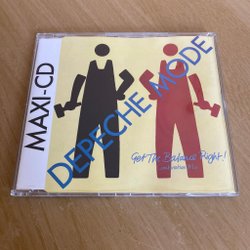 MAXI-CD
DEPECHE MODE
Get The Balance Right!